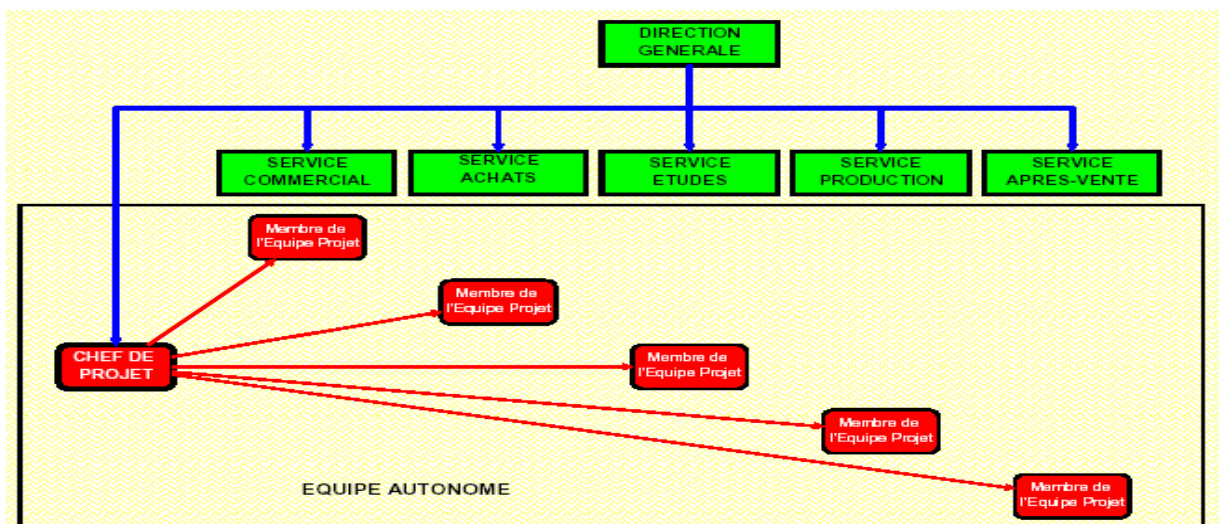 DIRECTION
GENERALE
SERVICE
COMMERCIAL
SERVICE
ACHATS
SERVICE
ETUDES
SERVICE
PRODUCTION
SERVICE
APRES-VENTE
Membre de
l'Equipe Projet
Membre de
l'Equipe Projet
CHEF DE
PROJET
Membre de
l'Equipe Projet
Membre de
l'Equipe Projet
Membre de
l'Equipe Projet
EQUIPE AUTONOME